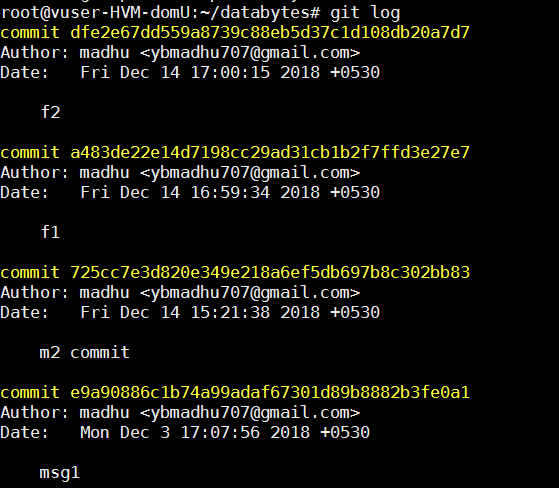 root@vuser-HVM-domU:~/databytes# git log
commit dfe2e67dd559a8739c88eb5d37c1d108db20a7d7
Author: madhu <ybmadhu707@gmail.com>
Date:   Fri Dec 14 17:00:15 2018 +0530
f2
commit a483de22e14d7198cc29ad31cb1b2f7ffd3e27e7
Author: madhu <ybmadhu707@gmail.com>
Date:   Fri Dec 14 16:59:34 2018 +0530
f1
commit 725cc7e3d820e349e218a6ef5db697b8c302bb83
Author: madhu <ybmadhu707@gmail.com>
Date:   Fri Dec 14 15:21:38 2018 +0530
m2 commit
commit e9a90886c1b74a99adaf67301d89b8882b3fe0a1
Author: madhu <ybmadhu707@gmail.com>
Date:   Mon Dec 3 17:07:56 2018 +0530
msg1